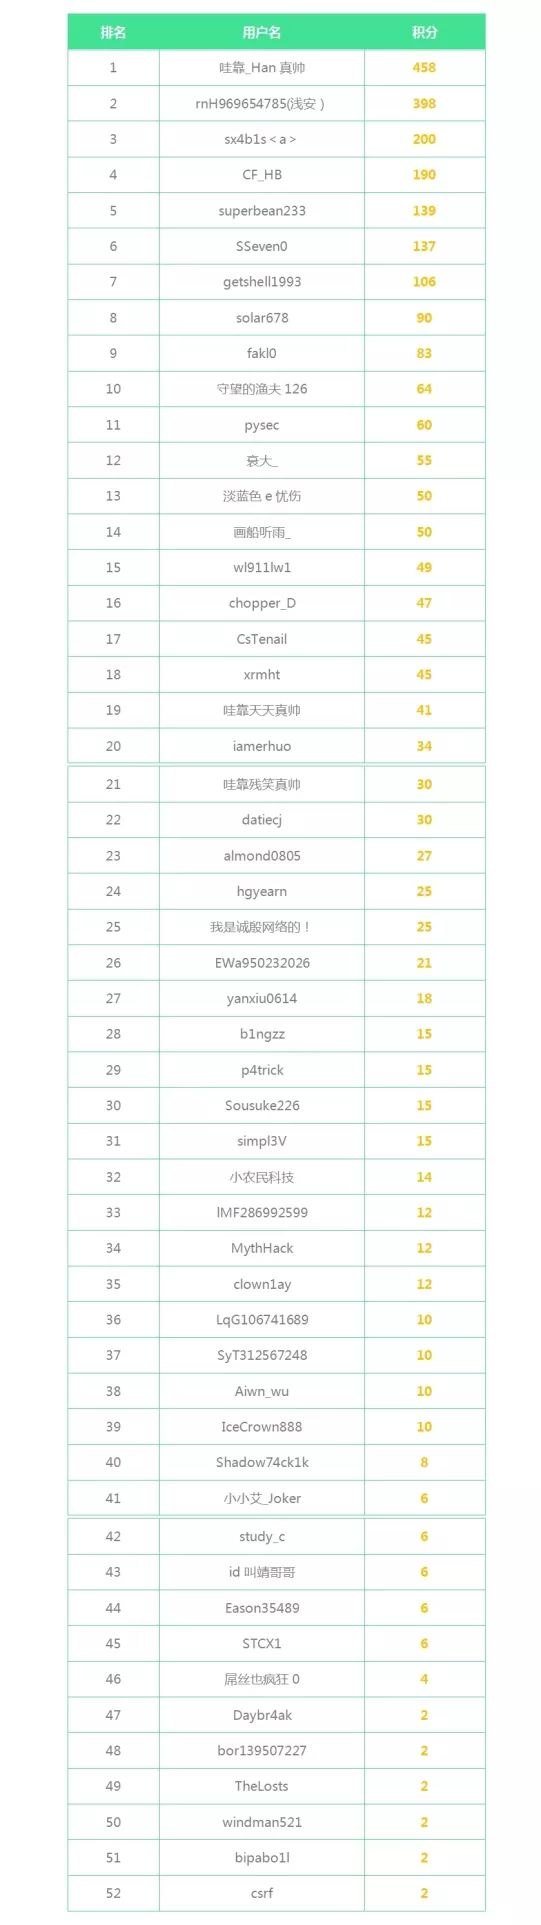 排名 用户名 积分
1 哇靠_Han 真帅 458
2 rnH969654785(浅安) 398
3 sx4b1s＜a＞ 200
4 CF_HB 190
5 superbean233 139
6 SSeven0 137
7 getshell1993 106
8 solar678 90
9 fakl0 83
10 守望的渔夫 126 64
11 pysec 60
12 衰大_ 55
13 淡蓝色 e 忧伤 50
14 画船听雨_ 50
15 wl911lw1 49
16 chopper_D 47
17 CsTenail 45
18 xrmht 45
19 哇靠天天真帅 41
20 iamerhuo 34
21 哇靠残笑真帅 30
22 datiecj 30
23 almond0805 27
24 hgyearn 25
25 我是诚殷网络的！ 25
26 EWa950232026 21
27 yanxiu0614 18
28 b1ngzz 15
29 p4trick 15
30 Sousuke226 15
31 simpl3V 15
32 小农民科技 14
33 lMF286992599 12
34 MythHack 12
35 clown1ay 12
36 LqG106741689 10
37 SyT312567248 10
38 Aiwn_wu 10
39 IceCrown888 10
40 Shadow74ck1k 8
41 小小艾_Joker 6
42 study_c 6
43 id 叫靖哥哥 6
44 Eason35489 6
45 STCX1 6
46 屌丝也疯狂 0 4
47 Daybr4ak 2
48 bor139507227 2
49 TheLosts 2
50 windman521 2
51 bipabo1l 2
52 csrf 2